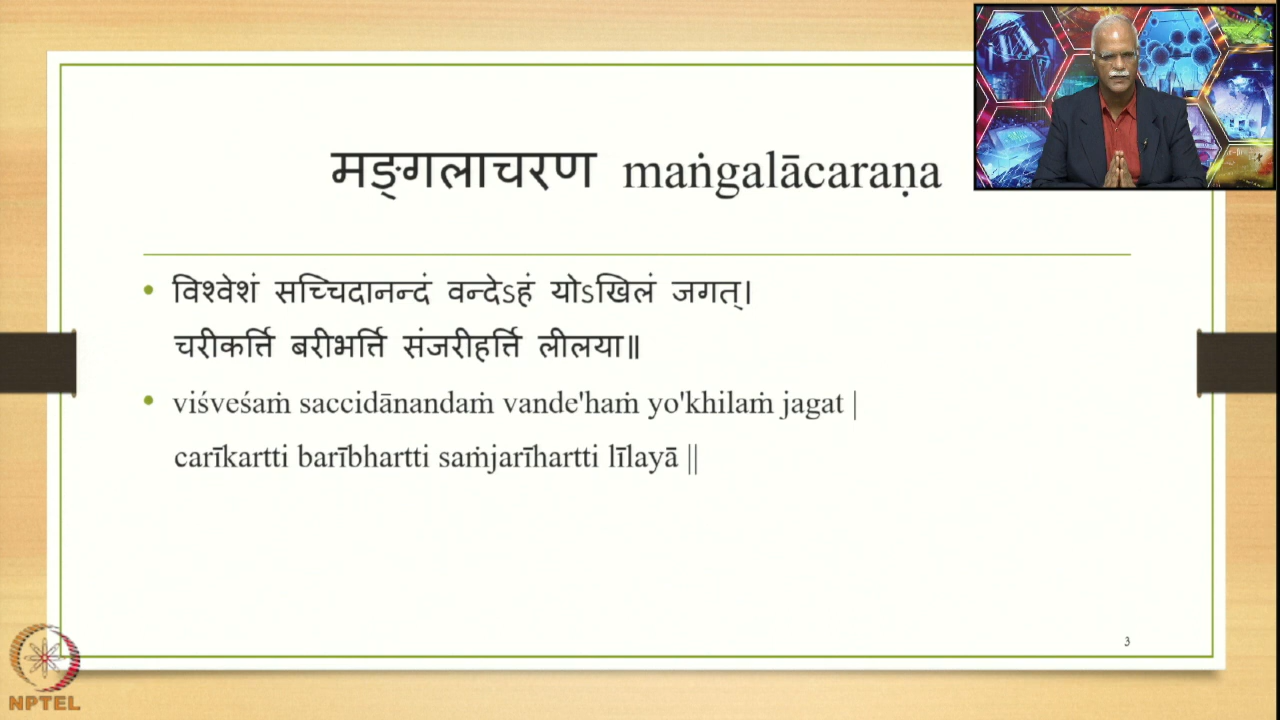 मङ्गलाचरण maṅgalācaraṇa
• विश्वेशं सच्चिदानन्दं वन्देऽहं योऽखिलं जगत्।
चरीकर्त्ति बरीभर्त्ति संजरीहर्त्ति लीलया॥
• viśveśaṁ saccidānandaṁ vande'haṁ yo'khilaṁ jagat |
carīkartti barībhartti saṁjarīhartti līlayā ||
3
NPTEL